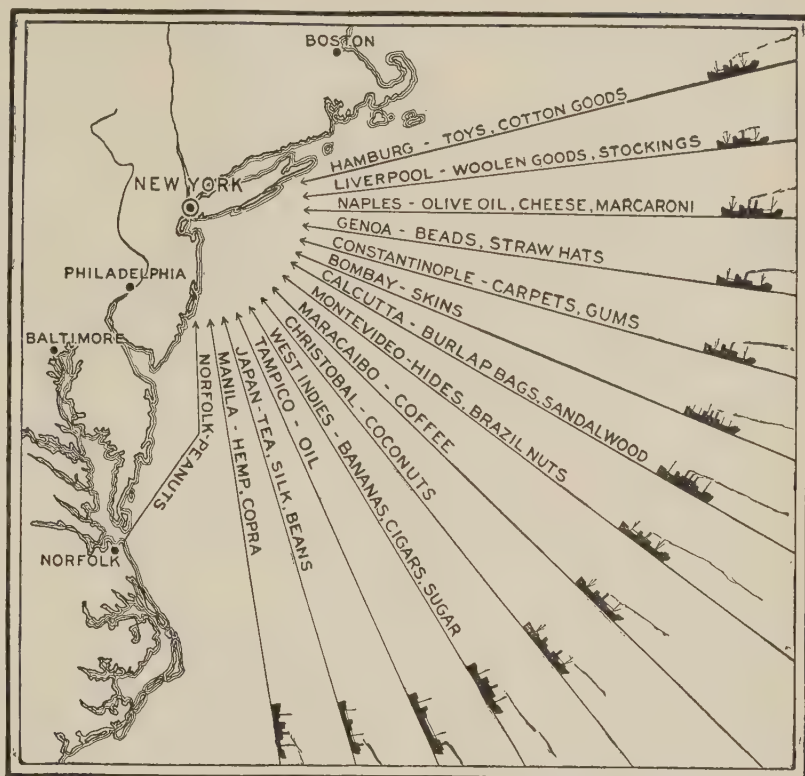 BOSTON
HAMBURG - TOYS, COTTON GOODS
LIVERPOOL - WOOLEN GOODS, STOCKINGS
NEW YORK
NAPLES - OLIVE OIL, CHEESE, MARCARONI
GENOA - BEADS, STRAW HATS
CONSTANTINOPLE - CARPETS, GUMS
BOMBAY - SKINS
CALCUTTA - BURLAP BAGS, SANDALWOOD
MONTEVIDEO - HIDES, BRAZIL NUTS
MARACAIBO - COFFEE
CHRISTOBAL - COCONUTS
WEST INDIES - BANANAS, CIGARS, SUGAR
TAMPICO - OIL
JAPAN - TEA, SILK, BEANS
MANILA - HEMP, COPRA
NORFOLK - PEANUTS
PHILADELPHIA
BALTIMORE
NORFOLK